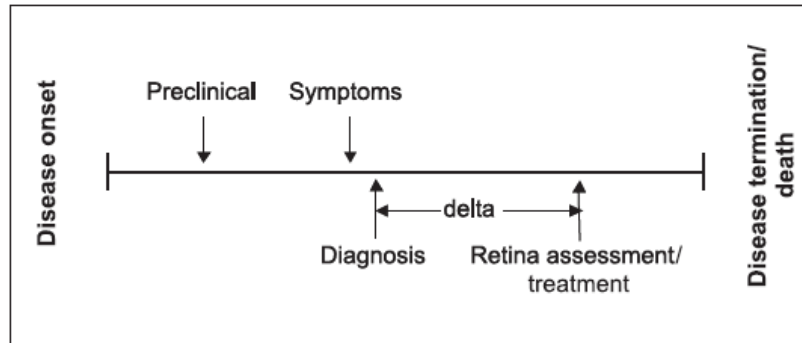 Disease onset
Preclinical
Symptoms
delta
Diagnosis
Retina assessment/
treatment
Disease termination/
death